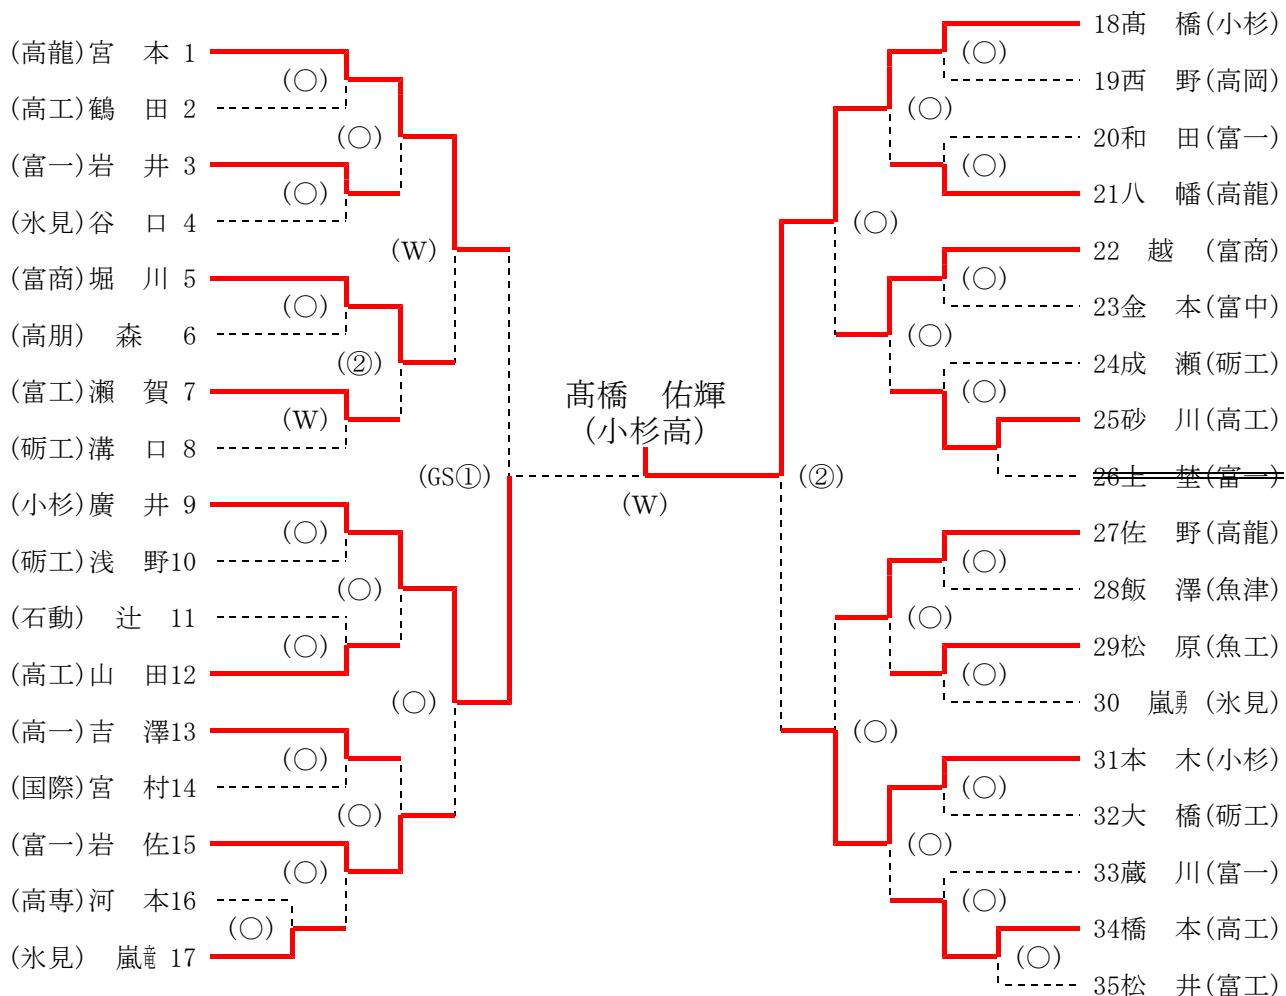 (高龍)宮　本 1
(〇)
(高工)鶴　田 2
(〇)
(富一)岩　井 3
(〇)
(氷見)谷　口 4
(W)
(富商)堀　川 5
(〇)
(高朋)　森　 6
(②)
(富工)瀬　賀 7
(W)
(砺工)溝　口 8
(GS①)
(小杉)廣　井 9
(〇)
(砺工)浅　野10
(〇)
(石動)　辻　11
(〇)
(高工)山　田12
(〇)
(高一)吉　澤13
(〇)
(国際)宮　村14
(〇)
(富一)岩　佐15
(〇)
(高専)河　本16
(〇)
(氷見)　嵐竜 17
髙橋　佑輝
(小杉高)
(W)
18髙　橋(小杉)
(〇)
19西　野(高岡)
(〇)
20和　田(富一)
(〇)
21八　幡(高龍)
(〇)
22　越　(富商)
(〇)
23金　本(富中)
(〇)
24成　瀬(砺工)
(〇)
25砂　川(高工)
26上　埜(富一)
(②)
27佐　野(高龍)
(〇)
28飯　澤(魚津)
(〇)
29松　原(魚工)
(〇)
30　嵐勇 (氷見)
(〇)
31本　木(小杉)
(〇)
32大　橋(砺工)
(〇)
33蔵　川(富一)
(〇)
34橋　本(高工)
(〇)
35松　井(富工)